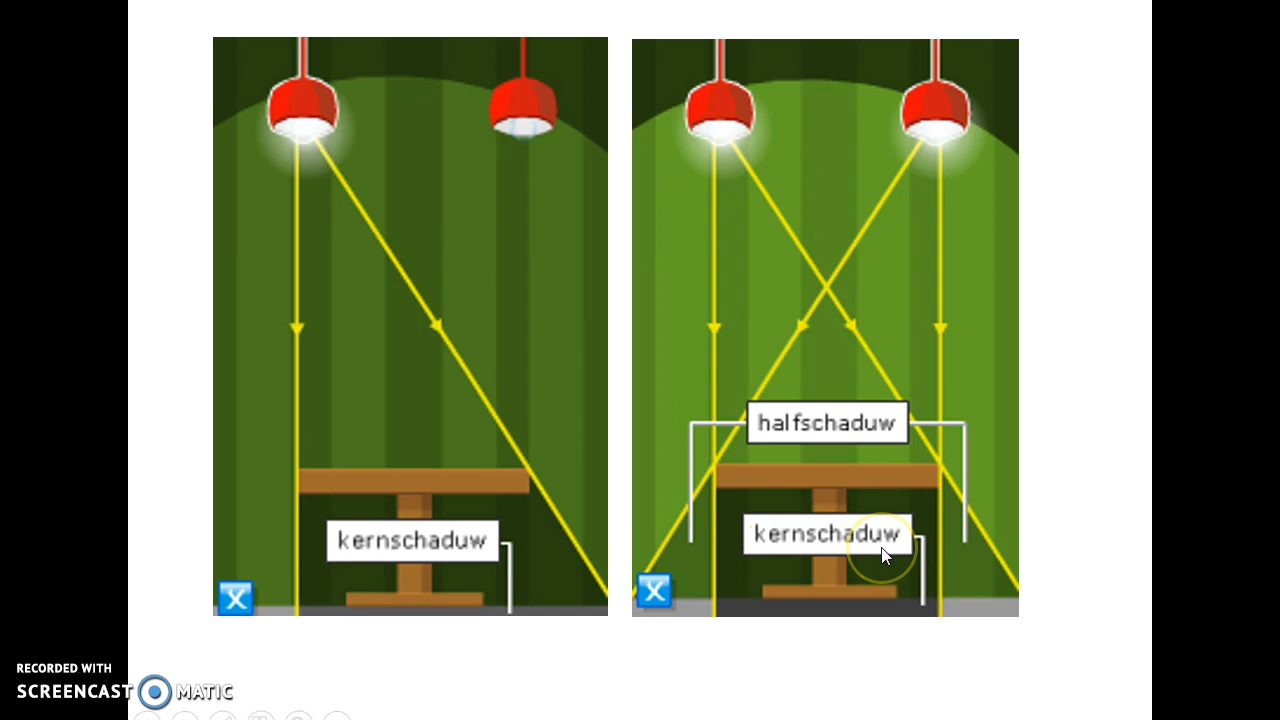 kernschaduw
halfschaduw
kernschaduw
X
X
RECORDED WITH
SCREENCAST MATIC